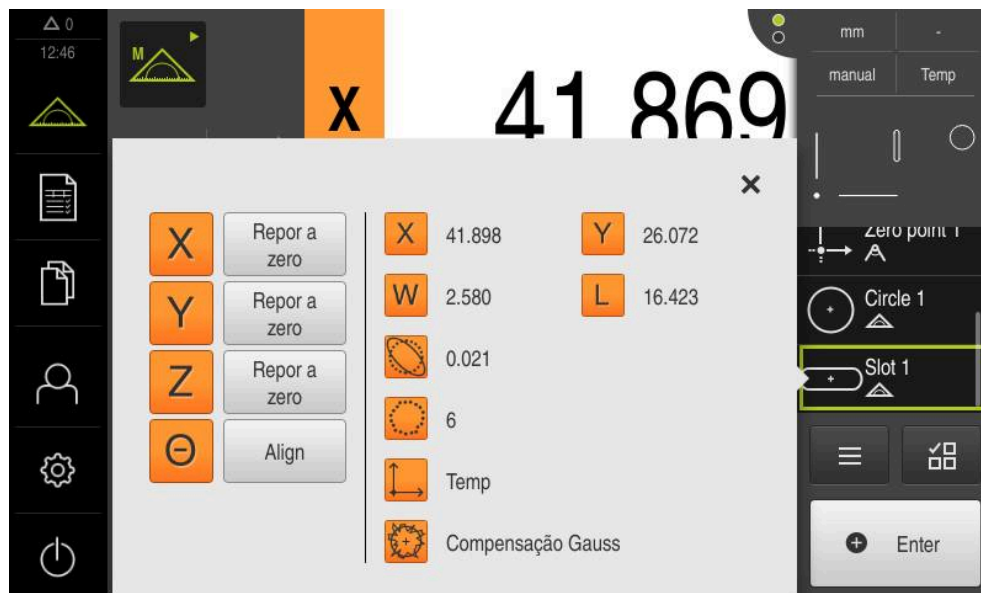 0
12:46
M
X
41.869
mm
-
manual
Temp
X
Repor a
zero
Y
Repor a
zero
Z
Repor a
zero
Θ
Align
X
41.898
Y
26.072
W
2.580
L
16.423
0.021
6
Temp
Compensação Gauss
Zero point 1
Circle 1
Slot 1
Enter